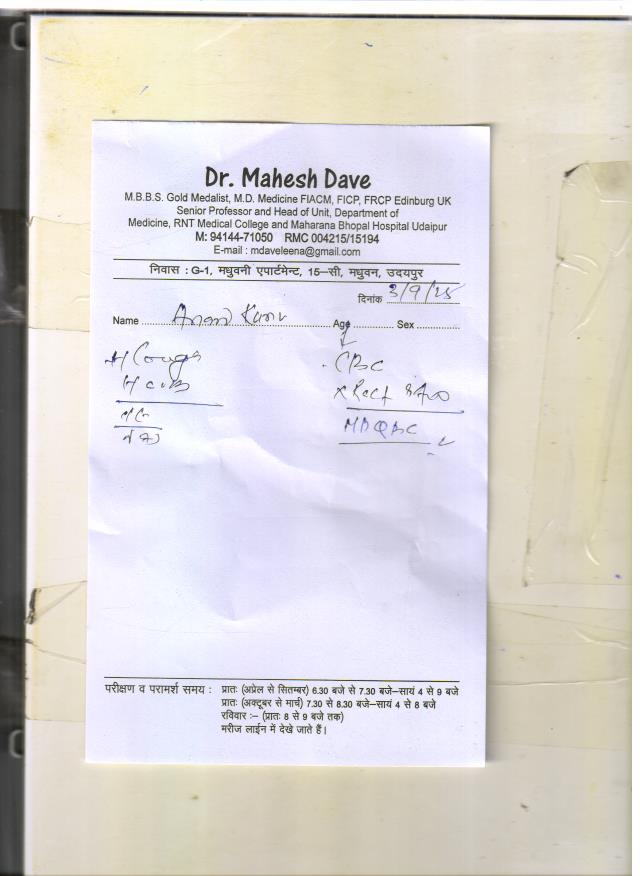 Dr. Mahesh Dave
M.B.B.S. Gold Medalist, M.D. Medicine FIACM, FICP, FRCP Edinburg UK
Senior Professor and Head of Unit, Department of
Medicine, RNT Medical College and Maharana Bhopal Hospital Udaipur
M: 94144-71050 RMC 004215/15194
E-mail : mdaveleena@gmail.com
निवास : G-1, मधुवनी एपार्टमेन्ट, 15–सी, मधुवन, उदयपुर
दिनांक 3/9/25
Name Age Sex
H Cough
CBC
MDQBC
परीक्षण व परामर्श समय : प्रातः (अप्रेल से सितम्बर) 6.30 बजे से 7.30 बजे–सायं 4 से 9 बजे
प्रातः (अक्टूबर से मार्च) 7.30 से 8.30 बजे–सायं 4 से 8 बजे
रविवार :– (प्रातः 8 से 9 बजे तक)
मरीज लाईन में देखे जाते हैं।